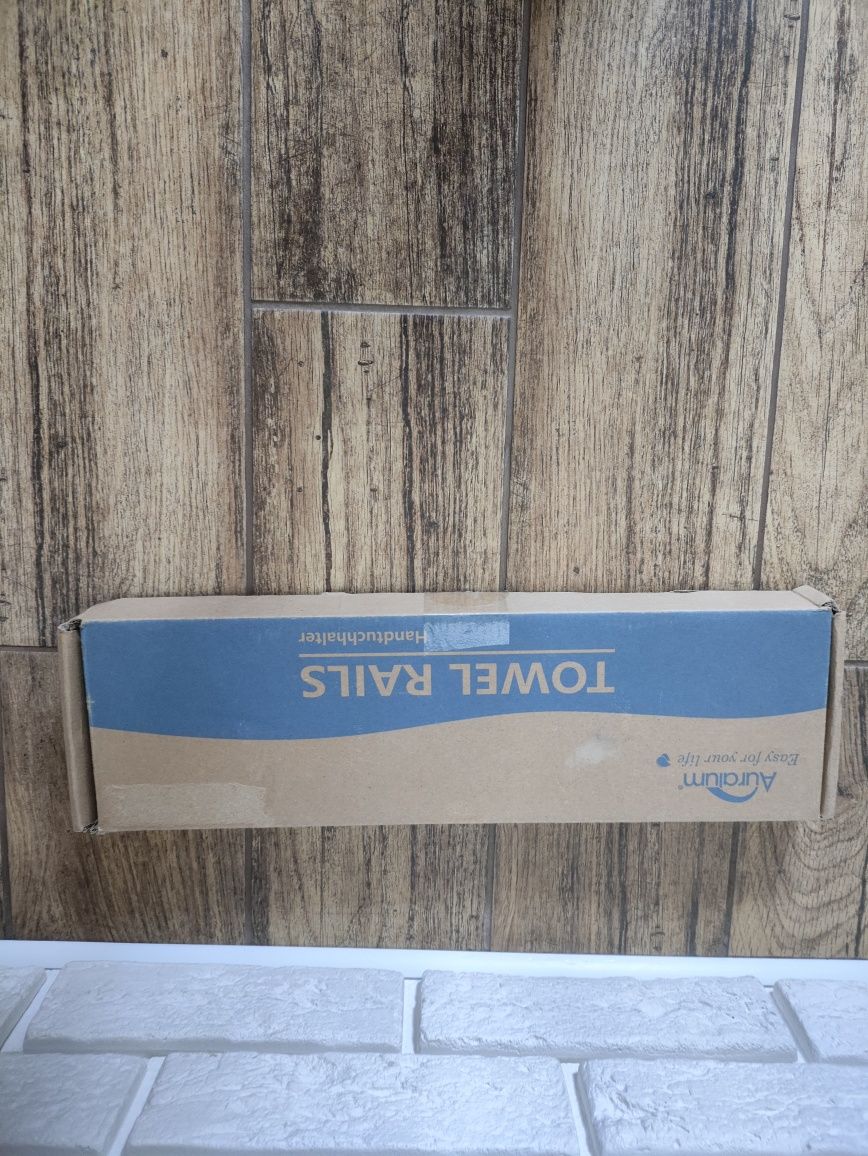 Auralum®
Easy for your life
TOWEL RAILS
Handtuchhalter